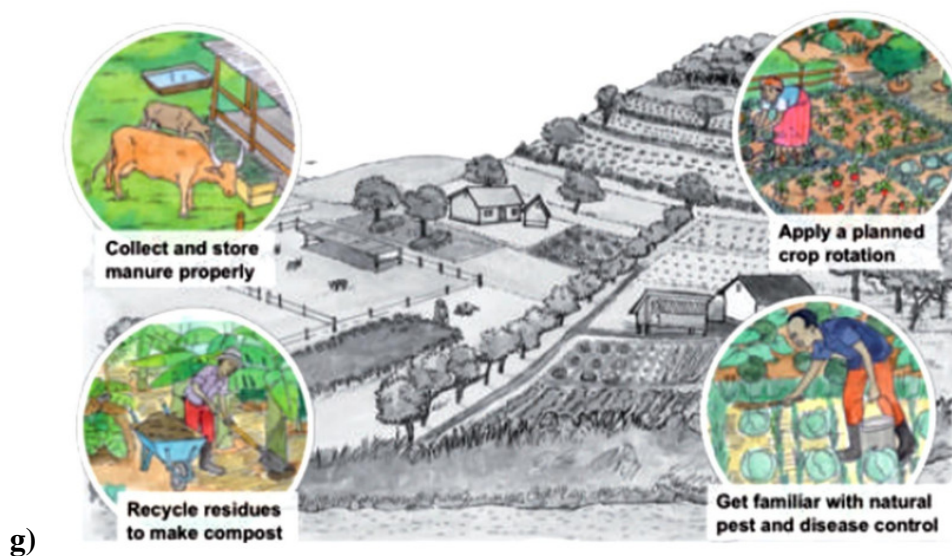 Collect and store
manure properly
Apply a planned
crop rotation
Recycle residues
to make compost
Get familiar with natural
pest and disease control
g)